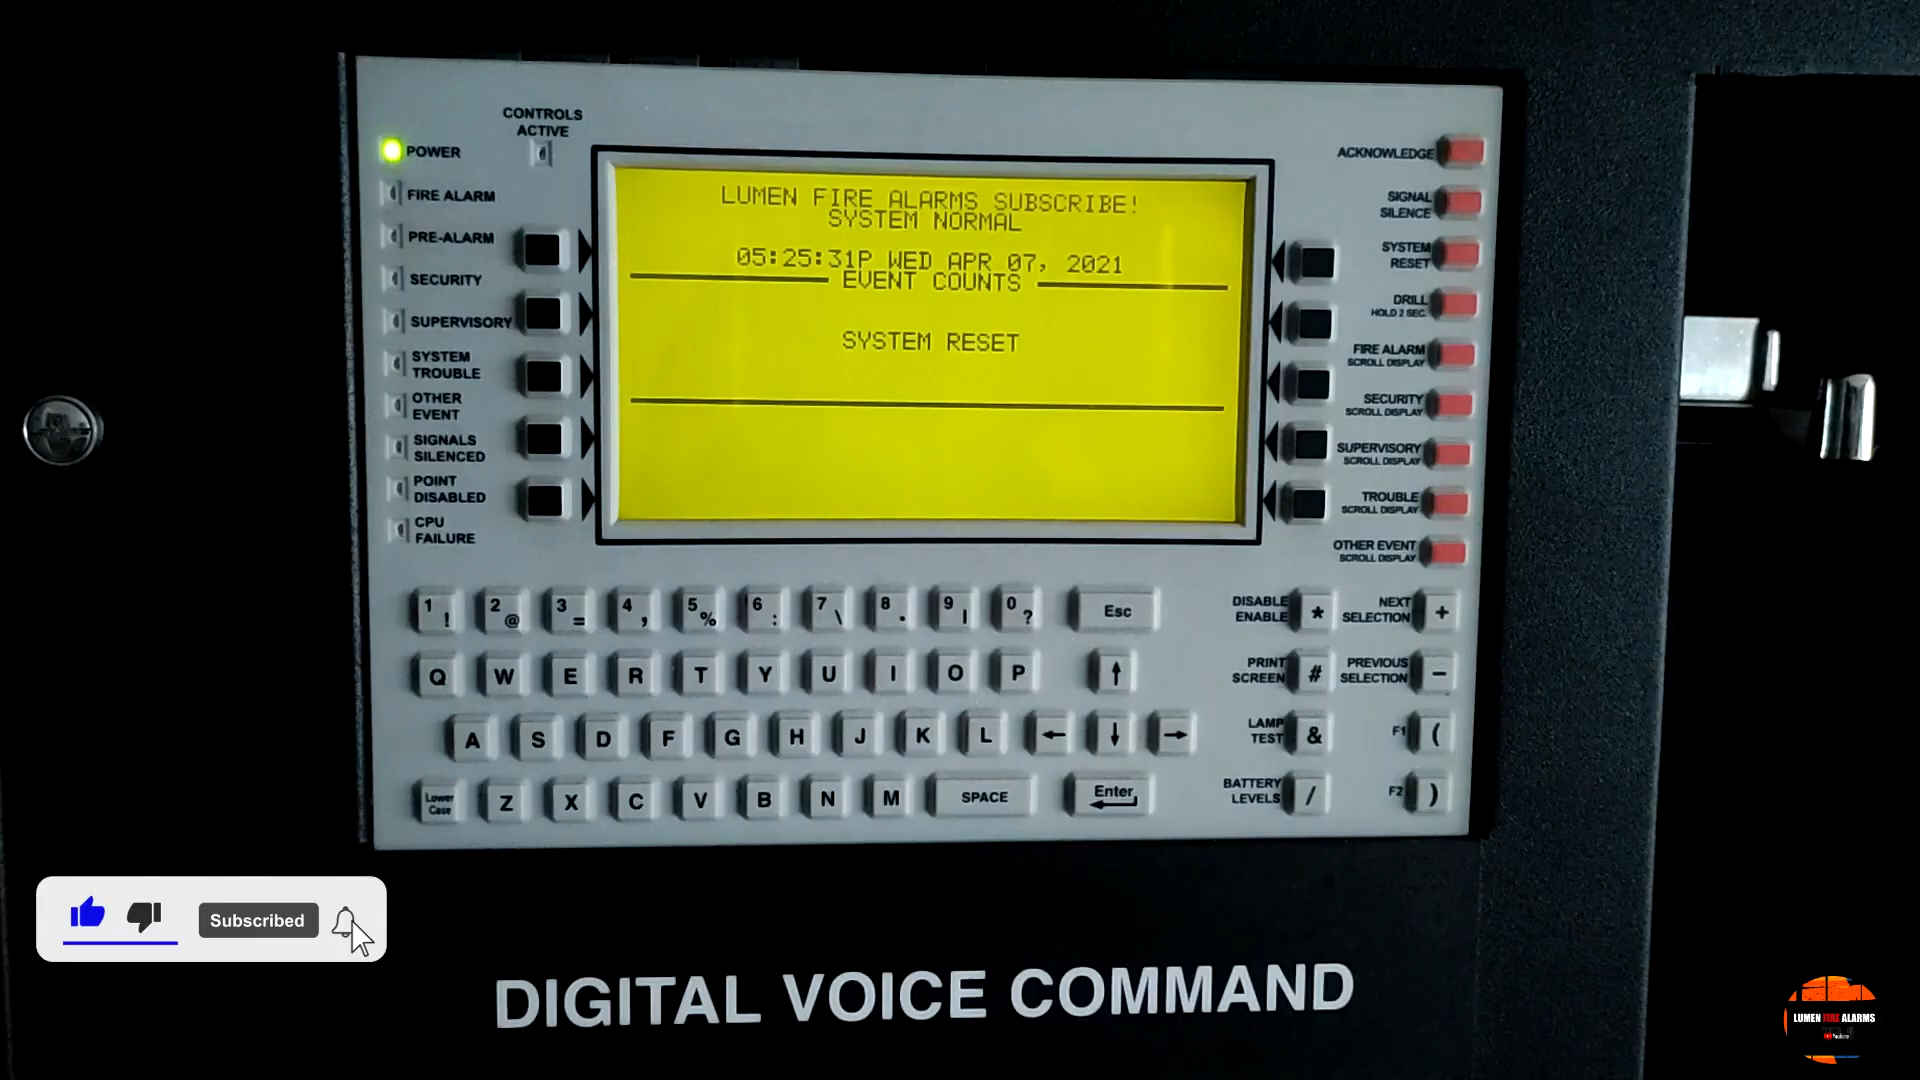 CONTROLS
ACTIVE
POWER
FIRE ALARM
PRE-ALARM
SECURITY
SUPERVISORY
SYSTEM
TROUBLE
OTHER
EVENT
SIGNALS
SILENCED
POINT
DISABLED
CPU
FAILURE
LUMEN FIRE ALARMS SUBSCRIBE!
SYSTEM NORMAL
05:25:31P WED APR 07, 2021
EVENT COUNTS
SYSTEM RESET
ACKNOWLEDGE
SIGNAL
SILENCE
SYSTEM
RESET
DRILL
HOLD 2 SEC.
FIRE ALARM
SCROLL DISPLAY
SECURITY
SCROLL DISPLAY
SUPERVISORY
SCROLL DISPLAY
TROUBLE
SCROLL DISPLAY
OTHER EVENT
SCROLL DISPLAY
1 ! 2 @ 3 = 4 , 5 % 6 : 7 \ 8 . 9 | 0 ? Esc
Q W E R T Y U I O P ↑
A S D F G H J K L ← ↓ →
Lower
Case
Z X C V B N M SPACE Enter
DISABLE
ENABLE *
NEXT
SELECTION +
PRINT
SCREEN #
PREVIOUS
SELECTION −
LAMP
TEST &
F1 (
BATTERY
LEVELS /
F2 )
Subscribed
DIGITAL VOICE COMMAND
LUMEN FIRE ALARMS
YouTube